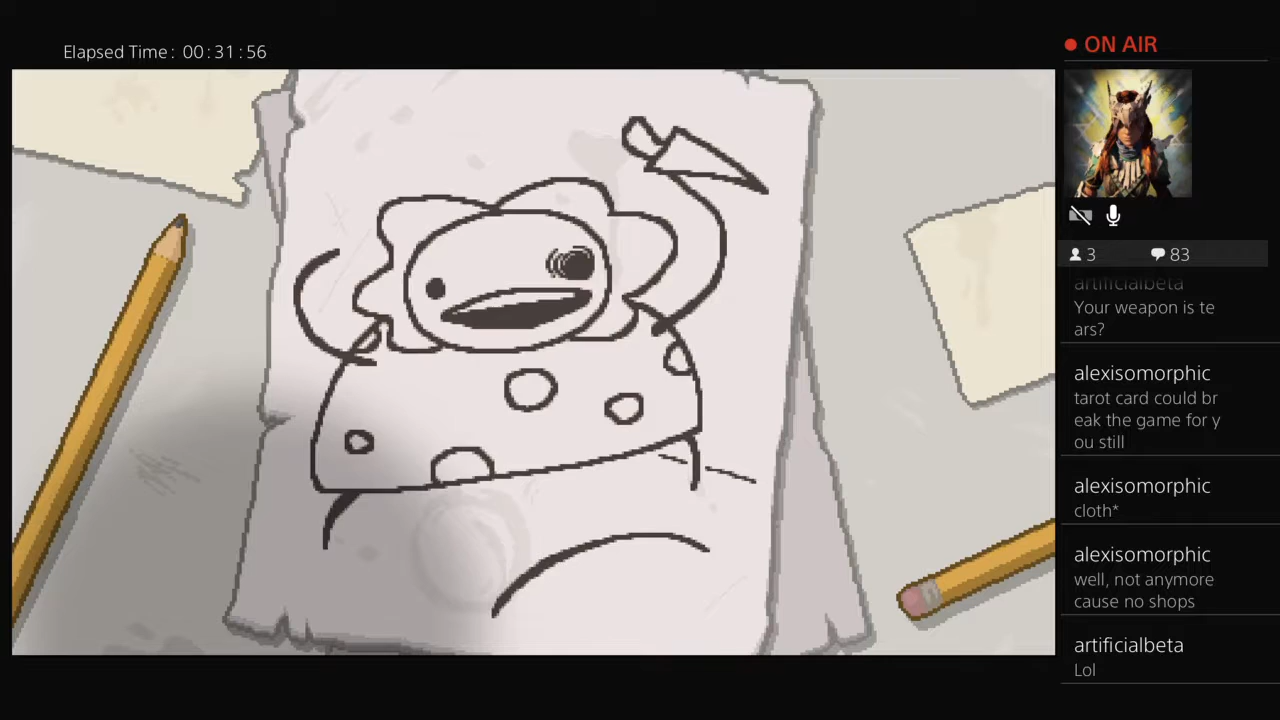 Elapsed Time: 00:31:56
ON AIR
3 83
artificialbeta
Your weapon is te
ars?
alexisomorphic
tarot card could br
eak the game for y
ou still
alexisomorphic
cloth*
alexisomorphic
well, not anymore
cause no shops
artificialbeta
Lol